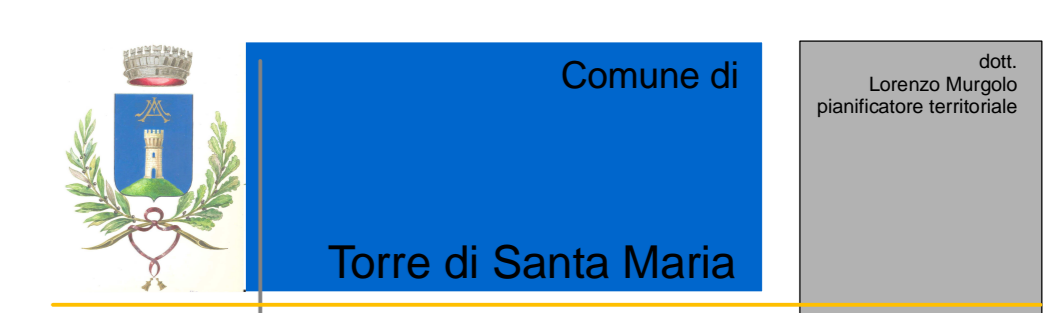 Comune di
Torre di Santa Maria
dott.
Lorenzo Murgolo
pianificatore territoriale